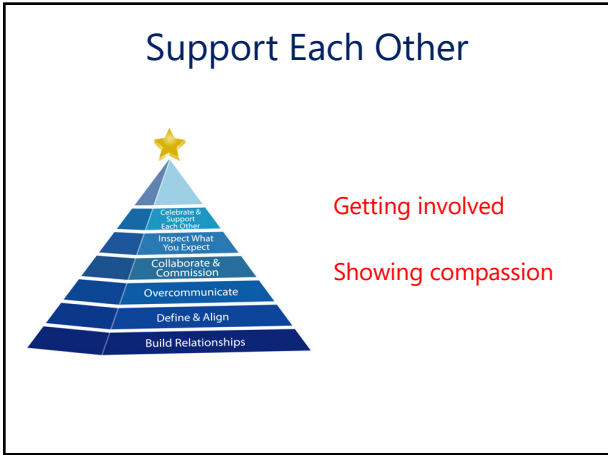 Support Each Other
Celebrate &
Support
Each Other
Inspect What
You Expect
Collaborate &
Commission
Overcommunicate
Define & Align
Build Relationships
Getting involved
Showing compassion